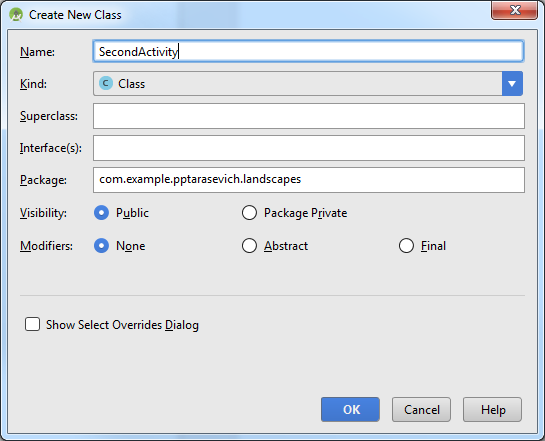 Create New Class
Name: SecondActivity
Kind: C Class
Superclass:
Interface(s):
Package: com.example.pptarasevich.landscapes
Visibility: Public Package Private
Modifiers: None Abstract Final
Show Select Overrides Dialog
OK Cancel Help